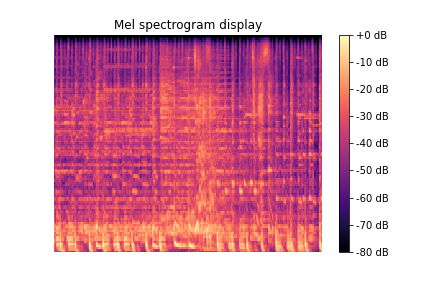 Mel spectrogram display
+0 dB
-10 dB
-20 dB
-30 dB
-40 dB
-50 dB
-60 dB
-70 dB
-80 dB